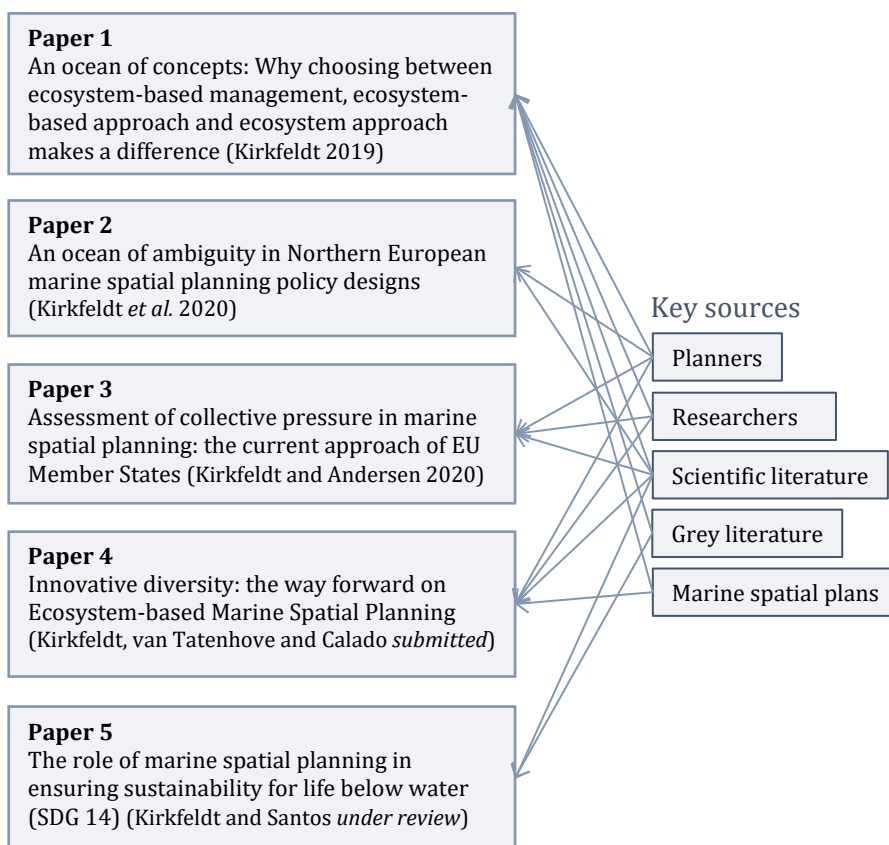 Paper 1
An ocean of concepts: Why choosing between
ecosystem-based management, ecosystem-
based approach and ecosystem approach
makes a difference (Kirkfeldt 2019)
Paper 2
An ocean of ambiguity in Northern European
marine spatial planning policy designs
(Kirkfeldt et al. 2020)
Paper 3
Assessment of collective pressure in marine
spatial planning: the current approach of EU
Member States (Kirkfeldt and Andersen 2020)
Paper 4
Innovative diversity: the way forward on
Ecosystem-based Marine Spatial Planning
(Kirkfeldt, van Tatenhove and Calado submitted)
Paper 5
The role of marine spatial planning in
ensuring sustainability for life below water
(SDG 14) (Kirkfeldt and Santos under review)
Key sources
Planners
Researchers
Scientific literature
Grey literature
Marine spatial plans